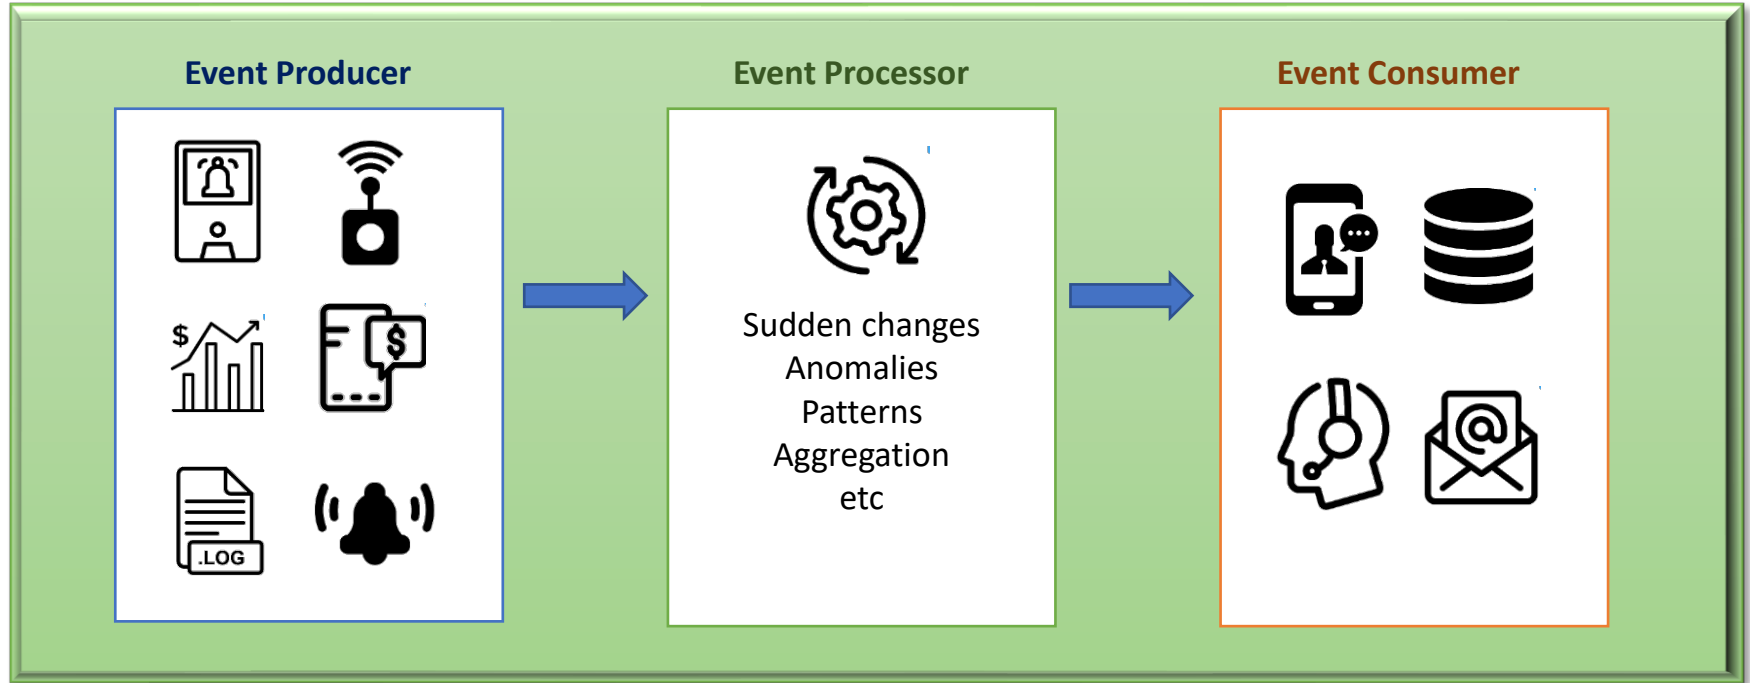 Event Producer
Event Processor
Event Consumer
$
$
.LOG
Sudden changes
Anomalies
Patterns
Aggregation
etc
@